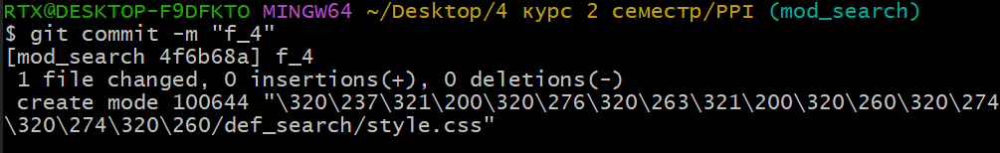 RTX@DESKTOP-F9DFKTO MINGW64 ~/Desktop/4 курс 2 семестр/PPI (mod_search)
$ git commit -m "f_4"
[mod_search 4f6b68a] f_4
 1 file changed, 0 insertions(+), 0 deletions(-)
 create mode 100644 "\320\237\321\200\320\276\320\263\321\200\320\260\320\274
\320\274\320\260/def_search/style.css"